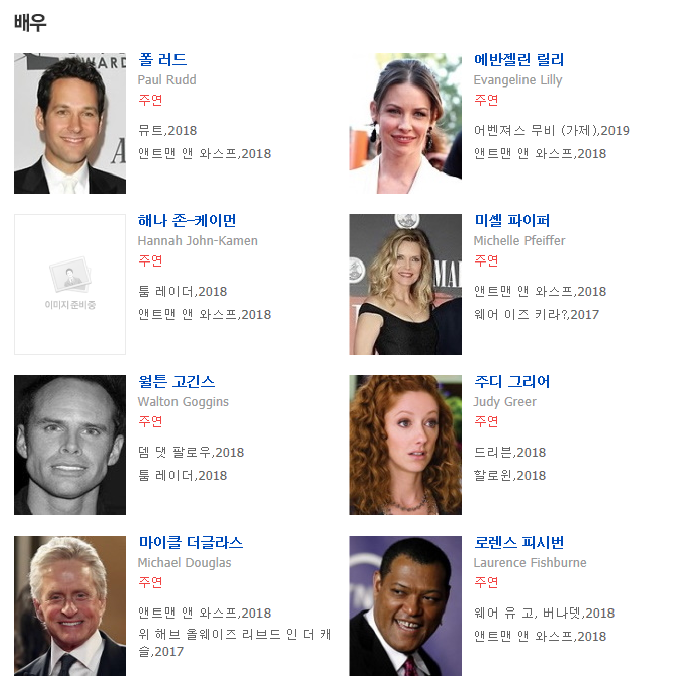 배우
폴 러드
Paul Rudd
주연
뮤트,2018
앤트맨 앤 와스프,2018
에반젤린 릴리
Evangeline Lilly
주연
어벤져스 무비 (가제),2019
앤트맨 앤 와스프,2018
해나 존-케이먼
Hannah John-Kamen
주연
툼 레이더,2018
앤트맨 앤 와스프,2018
이미지 준비중
미셸 파이퍼
Michelle Pfeiffer
주연
앤트맨 앤 와스프,2018
웨어 이즈 키라?,2017
월튼 고긴스
Walton Goggins
주연
뎀 댓 팔로우,2018
툼 레이더,2018
주디 그리어
Judy Greer
주연
드리븐,2018
할로윈,2018
마이클 더글라스
Michael Douglas
주연
앤트맨 앤 와스프,2018
위 해브 올웨이즈 리브드 인 더 캐
슬,2017
로렌스 피시번
Laurence Fishburne
주연
웨어 유 고, 버나뎃,2018
앤트맨 앤 와스프,2018